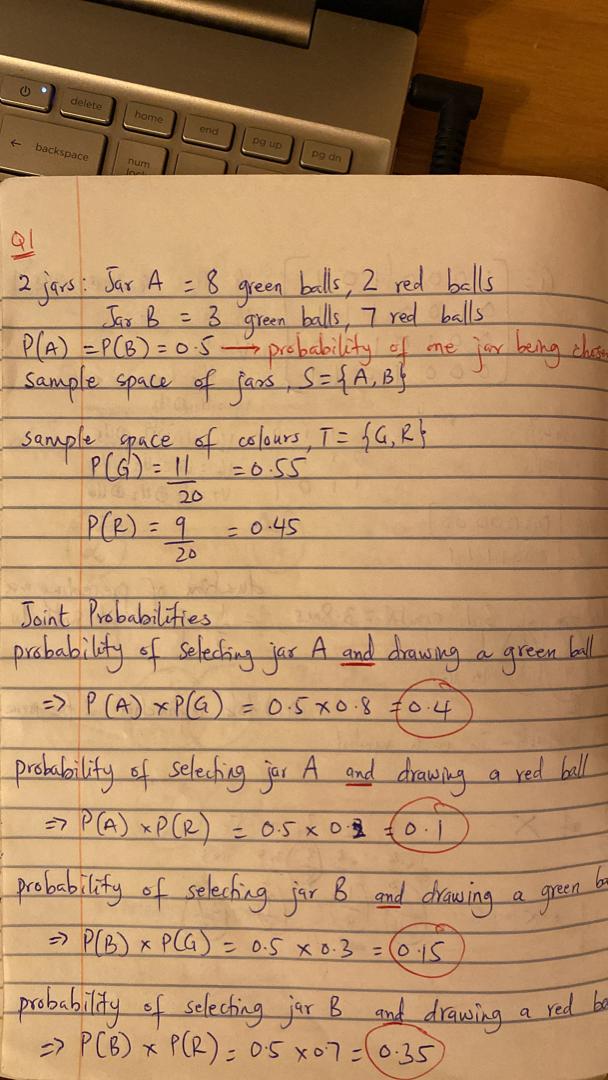 delete
home
end
pg up
pg dn
← backspace
num
Q1
2 jars: Jar A = 8 green balls, 2 red balls
Jar B = 3 green balls, 7 red balls
P(A) = P(B) = 0.5 → probability of one jar being
Sample space of jars, S = {A, B}
sample space of colours, T = {G, R}
P(G) = 11/20 = 0.55
P(R) = 9/20 = 0.45
Joint Probabilities
probability of selecting jar A and drawing a green ball
⇒ P(A) × P(G) = 0.5 × 0.8 = 0.4
probability of selecting jar A and drawing a red ball
⇒ P(A) × P(R) = 0.5 × 0.2 = 0.1
probability of selecting jar B and drawing a green
⇒ P(B) × P(G) = 0.5 × 0.3 = 0.15
probability of selecting jar B and drawing a red
⇒ P(B) × P(R) = 0.5 × 0.7 = 0.35